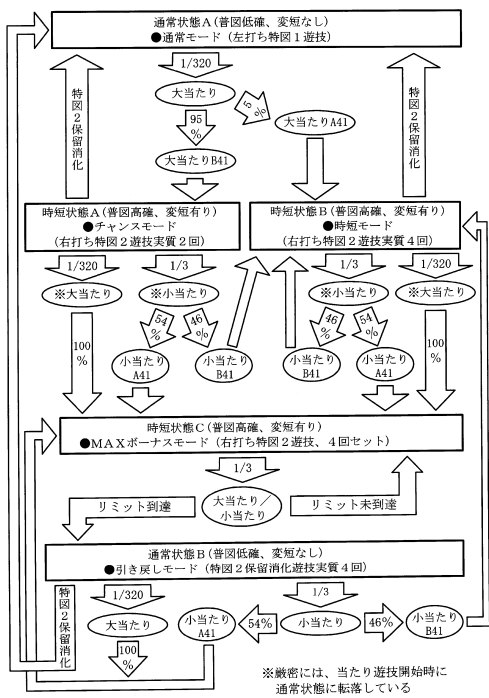 通常状態A(普図低確、変短なし)
●通常モード(左打ち特図1遊技)
1/320
大当たり
5%
95%
大当たりA41
大当たりB41
特図2保留消化
特図2保留消化
時短状態A(普図高確、変短有り)
●チャンスモード
(右打ち特図2遊技実質2回)
時短状態B(普図高確、変短有り)
●時短モード
(右打ち特図2遊技実質4回)
1/320
1/3
1/3
1/320
※大当たり
※小当たり
※小当たり
※大当たり
54%
46%
46%
54%
100%
100%
小当たりA41
小当たりB41
小当たりB41
小当たりA41
時短状態C(普図高確、変短有り)
●MAXボーナスモード(右打ち特図2遊技、4回セット)
1/3
リミット到達
大当たり/
小当たり
リミット未到達
通常状態B(普図低確、変短なし)
●引き戻しモード(特図2保留消化遊技実質4回)
特図2保留消化
1/320
1/3
大当たり
小当たりA41
54%
小当たり
46%
小当たりB41
100%
※厳密には、当たり遊技開始時に
通常状態に転落している